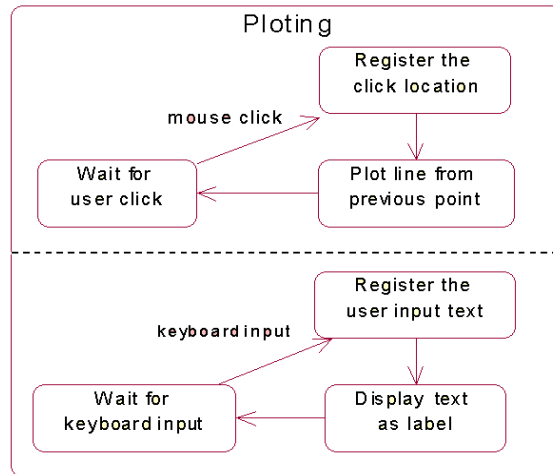 Ploting
Register the
click location
mouse click
Wait for
user click
Plot line from
previous point
Register the
user input text
keyboard input
Wait for
keyboard input
Display text
as label